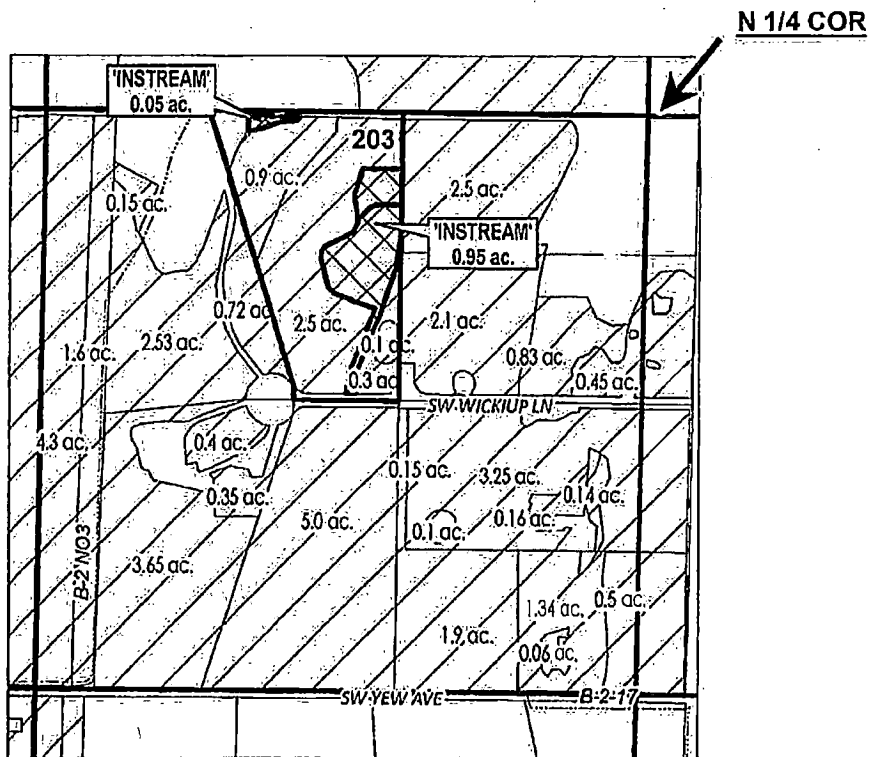 N 1/4 COR
'INSTREAM'
0.05 ac.
203
0.9 ac.
0.15 ac.
2.5 ac.
'INSTREAM'
0.95 ac.
0.72 ac
2.5 ac.
2.1 ac.
2.53 ac.
1.6 ac.
0.1 ac.
0.83 ac.
0.3 ac
0.45 ac.
SW WICKIUP LN
4.3 ac.
0.4 ac.
0.15 ac.
3.25 ac.
0.35 ac.
0.14 ac.
5.0 ac.
0.16 ac.
0.1 ac.
3.65 ac.
B-2 NO3
1.34 ac.
0.5 ac.
1.9 ac.
0.06 ac.
SW YEW AVE
B-2-17